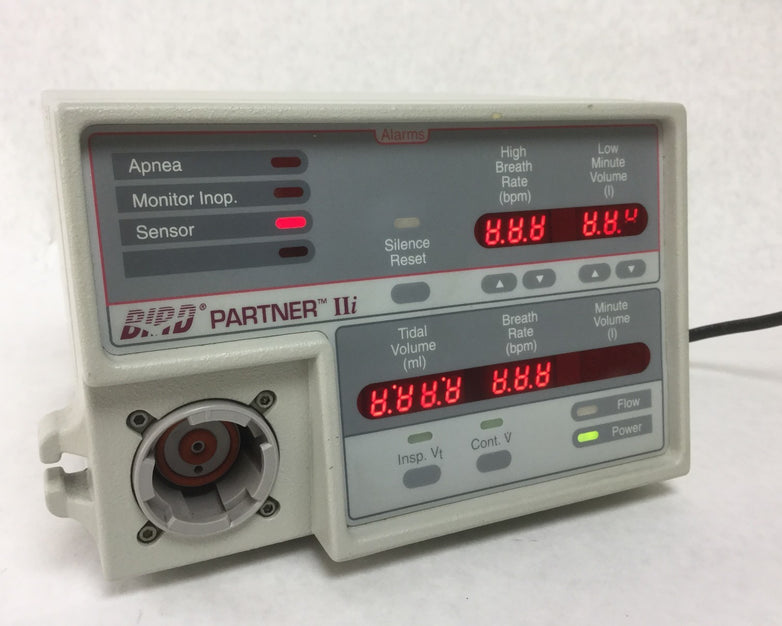 Alarms
Apnea
Monitor Inop.
Sensor
Silence
Reset
High
Breath
Rate
(bpm)
Low
Minute
Volume
(l)
BIRD® PARTNER™ IIi
Tidal
Volume
(ml)
Breath
Rate
(bpm)
Minute
Volume
(l)
Insp. Vt
Cont. V̇
Flow
Power